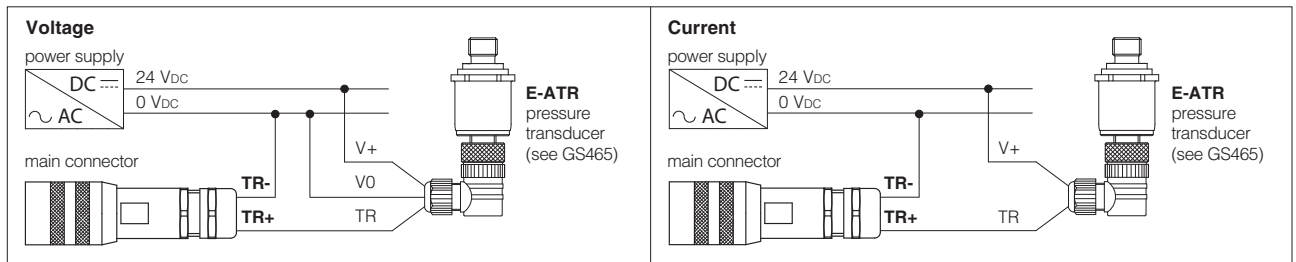 Voltage
power supply
DC
AC
24 VDC
0 VDC
main connector
TR-
TR+
V+
V0
TR
E-ATR
pressure
transducer
(see GS465)
Current
power supply
DC
AC
24 VDC
0 VDC
main connector
TR-
TR+
V+
TR
E-ATR
pressure
transducer
(see GS465)